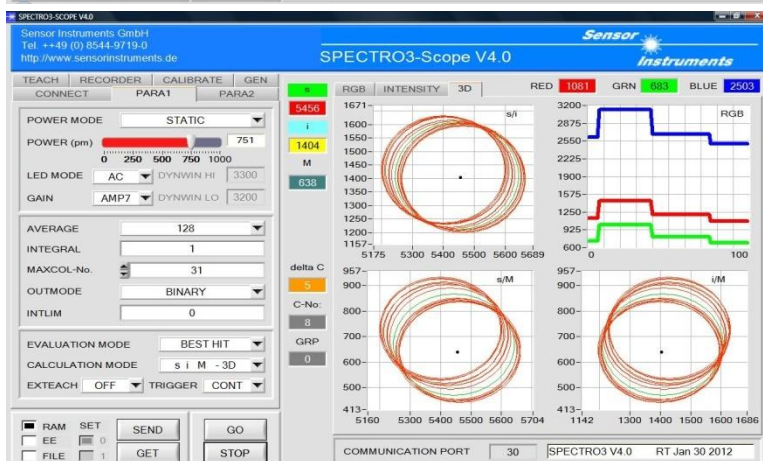 SPECTRO3-SCOPE V4.0
Sensor Instruments GmbH
Tel. ++49 (0) 8544-9719-0
http://www.sensorinstruments.de
SPECTRO3-Scope V4.0
Sensor
Instruments
TEACH RECORDER CALIBRATE GEN
CONNECT PARA1 PARA2
POWER MODE STATIC
POWER (pm) 751
0 250 500 750 1000
LED MODE AC DYNWIN HI 3300
GAIN AMP7 DYNWIN LO 3200
AVERAGE 128
INTEGRAL 1
MAXCOL-No. 31
OUTMODE BINARY
INTLIM 0
EVALUATION MODE BEST HIT
CALCULATION MODE s i M - 3D
EXTEACH OFF TRIGGER CONT
RAM SET SEND GO
EE 0
FILE 1 GET STOP
s
5456
i
1404
M
638
delta C
5
C-No:
8
GRP
0
RGB INTENSITY 3D RED 1081 GRN 683 BLUE 2503
s/i
1671-
1600-
1550-
1500-
1450-
1400-
1350-
1300-
1250-
1200-
1157-
5175 5300 5400 5500 5600 5689
RGB
3200-
2875-
2550-
2225-
1900-
1575-
1250-
925-
600-
0 100
s/M
957-
900-
800-
700-
600-
500-
413-
5160 5300 5400 5500 5600 5704
i/M
957-
900-
800-
700-
600-
500-
413-
1142 1300 1400 1500 1600 1686
COMMUNICATION PORT 30 SPECTRO3 V4.0 RT Jan 30 2012